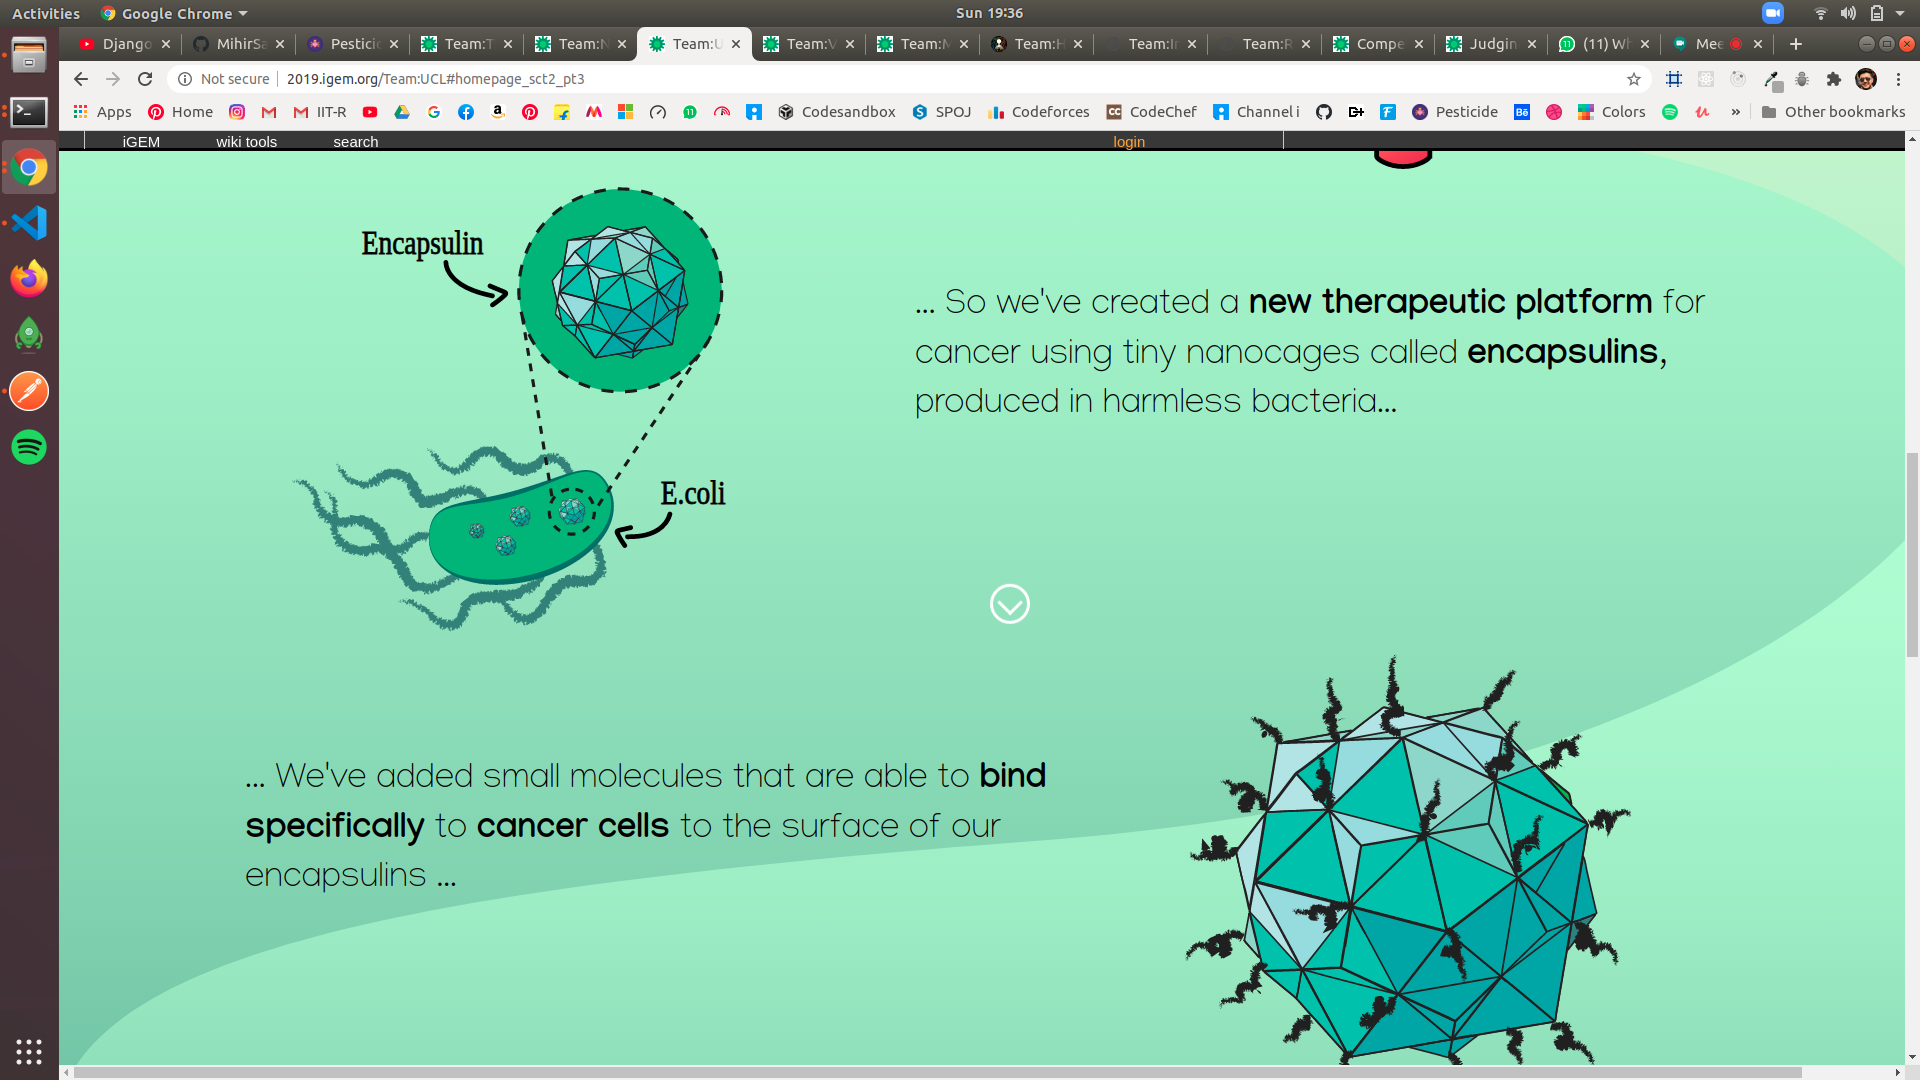 Activities
Google Chrome
Sun 19:36
Django
MihirSa
Pesticid
Team:T
Team:N
Team:U
Team:V
Team:M
Team:H
Team:In
Team:R
Compe
Judgin
(11) Wh
Mee
Not secure
2019.igem.org/Team:UCL#homepage_sct2_pt3
Apps
Home
IIT-R
Codesandbox
SPOJ
Codeforces
CodeChef
Channel i
Pesticide
Colors
Other bookmarks
iGEM
wiki tools
search
login
Encapsulin
... So we've created a new therapeutic platform for
cancer using tiny nanocages called encapsulins,
produced in harmless bacteria...
E.coli
... We've added small molecules that are able to bind
specifically to cancer cells to the surface of our
encapsulins ...